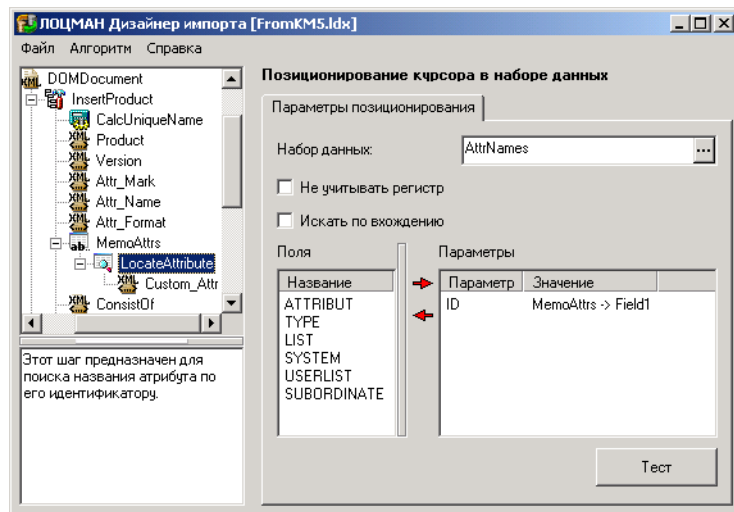 ЛОЦМАН Дизайнер импорта [FromKM5.ldx]
Файл Алгоритм Справка
DOMDocument
InsertProduct
CalcUniqueName
Product
Version
Attr_Mark
Attr_Name
Attr_Format
MemoAttrs
LocateAttribute
Custom_Attr
ConsistOf
Этот шаг предназначен для
поиска названия атрибута по
его идентификатору.
Позиционирование курсора в наборе данных
Параметры позиционирования
Набор данных: AttrNames ...
Не учитывать регистр
Искать по вхождению
Поля Параметры
Название Параметр Значение
ATTRIBUT ID MemoAttrs -> Field1
TYPE
LIST
SYSTEM
USERLIST
SUBORDINATE
Тест